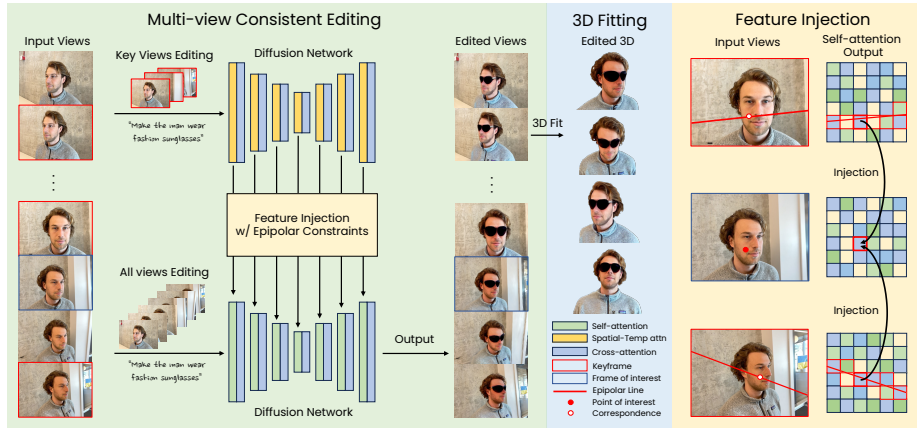 Multi-view Consistent Editing
Input Views
Key Views Editing
"Make the man wear
fashion sunglasses"
Diffusion Network
Edited Views
Feature Injection
w/ Epipolar Constraints
All views Editing
"Make the man wear
fashion sunglasses"
Diffusion Network
Output
3D Fit
3D Fitting
Edited 3D
Self-attention
Spatial-Temp attn
Cross-attention
Keyframe
Frame of interest
Epipolar Line
Point of interest
Correspondence
Feature Injection
Input Views
Self-attention
Output
Injection
Injection